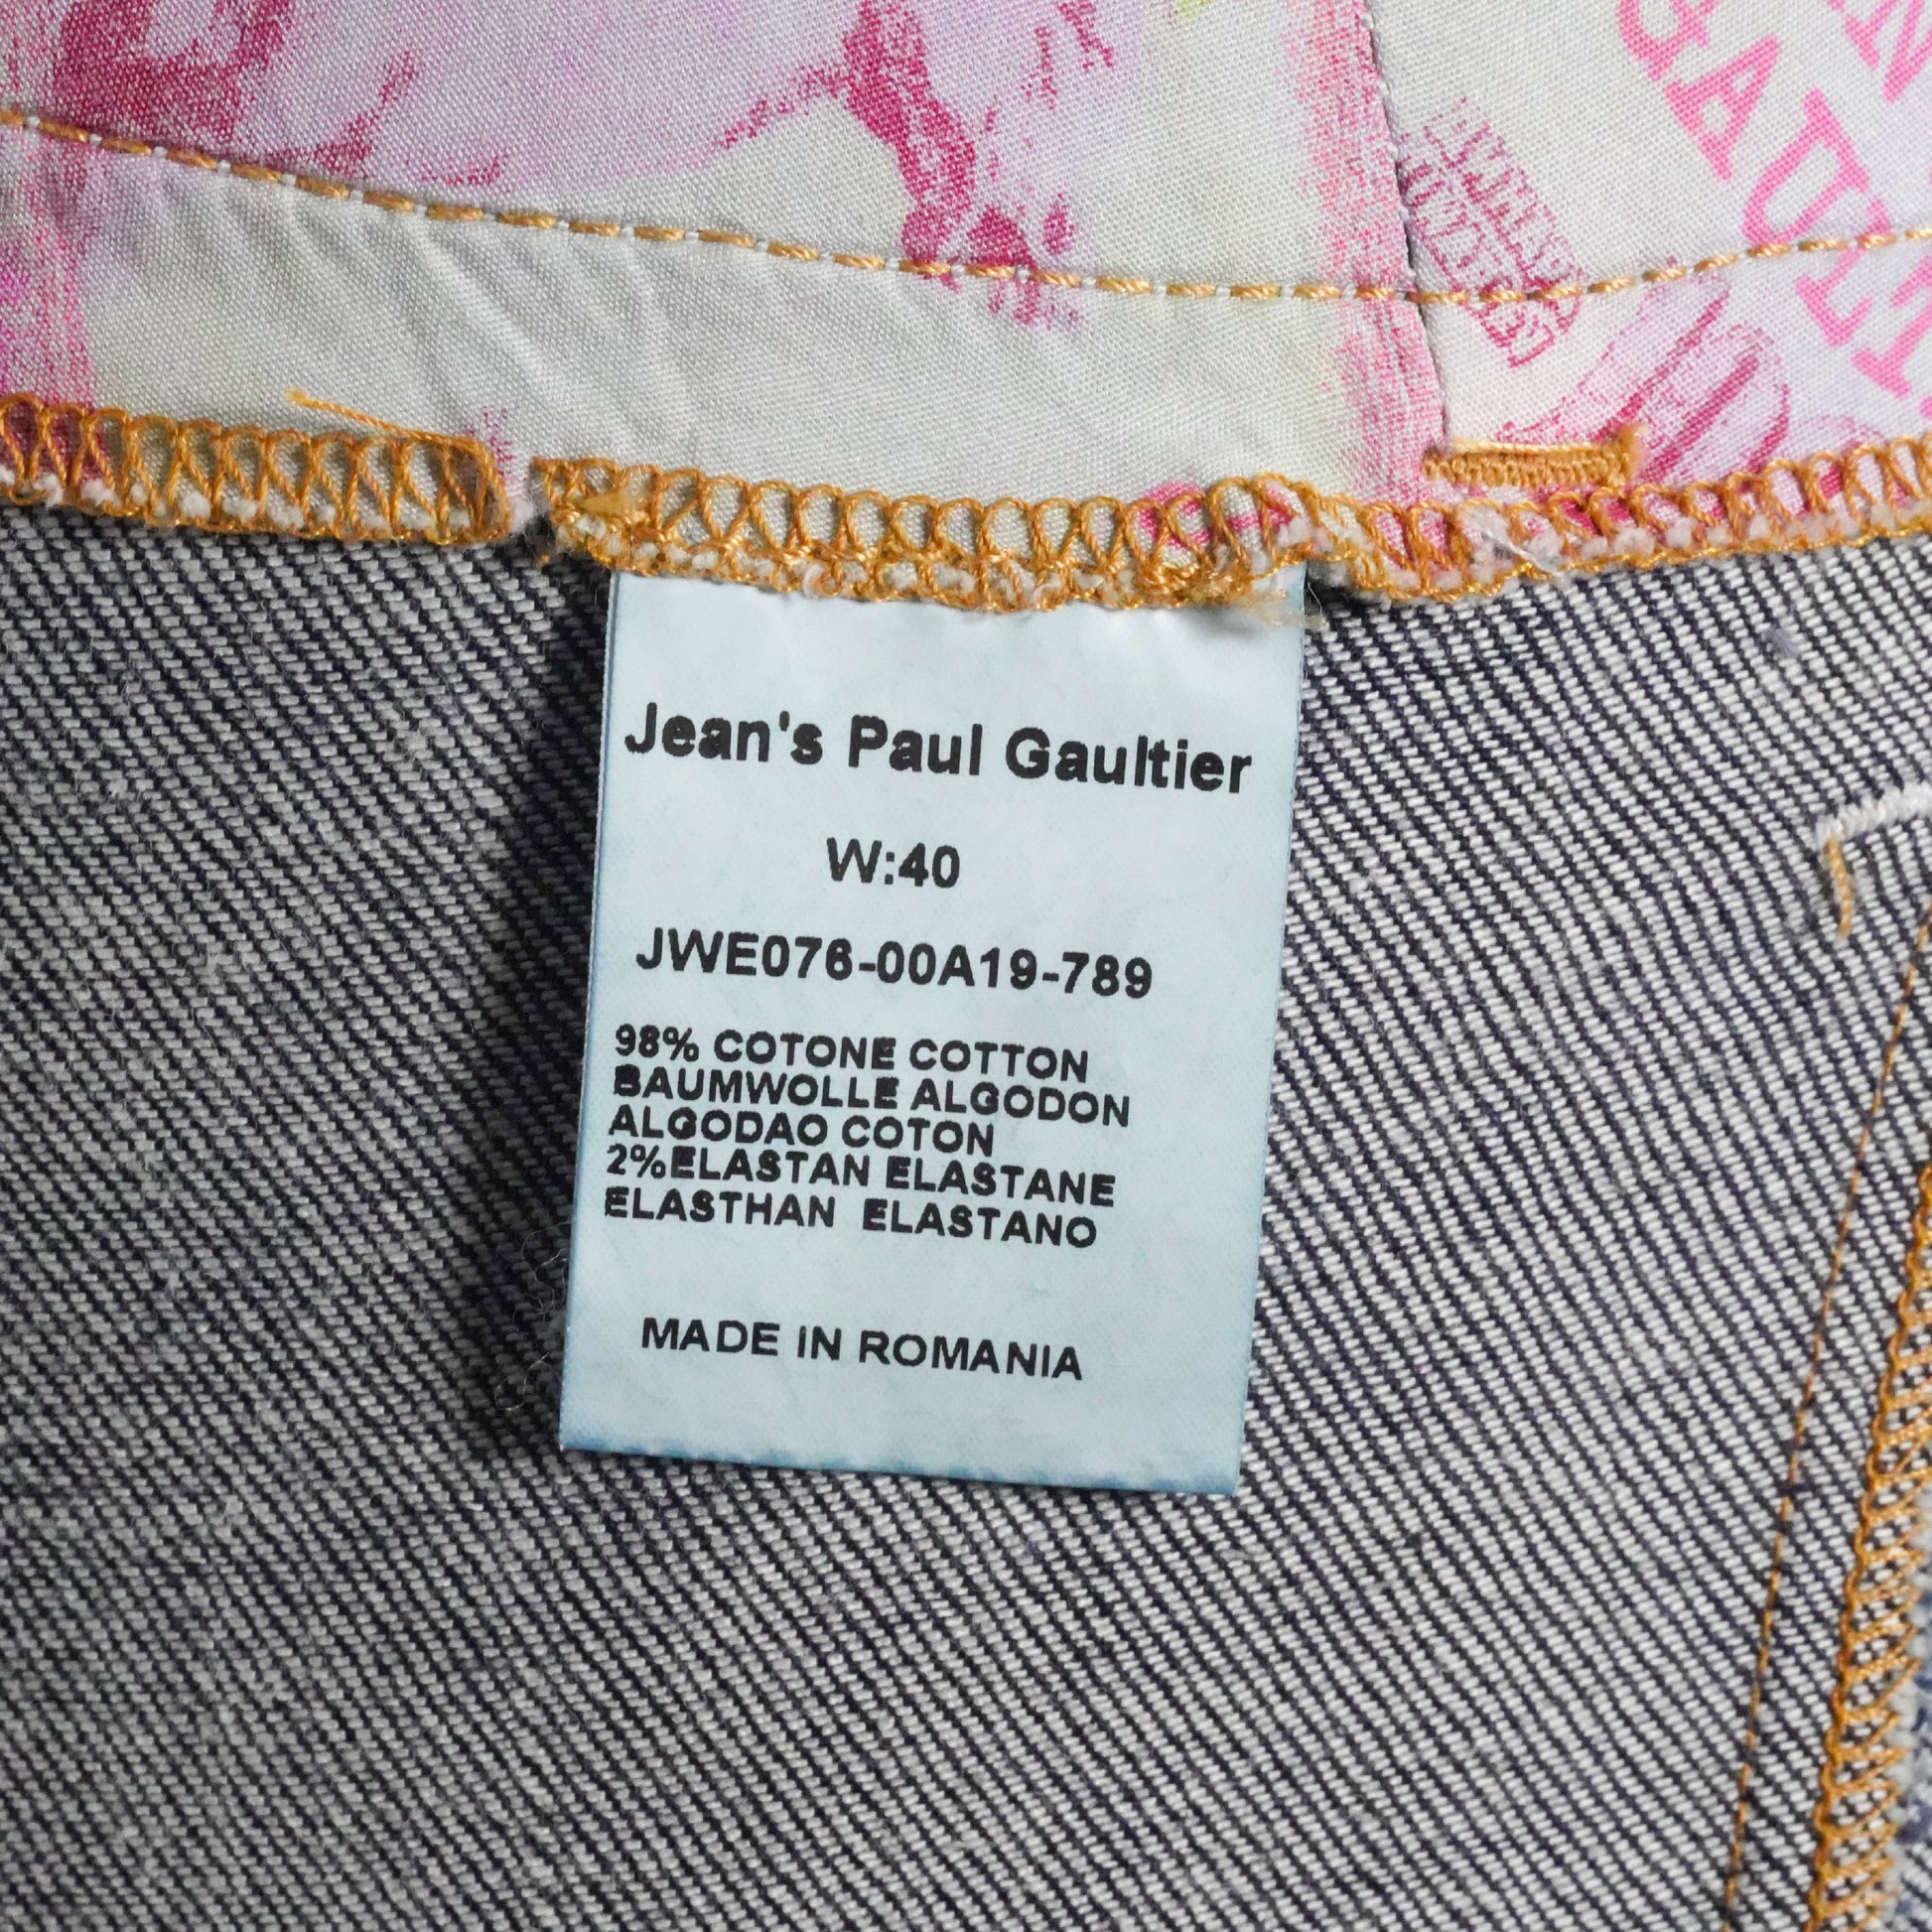 GAULT
Jean's Paul Gaultier
W:40
JWE076-00A19-789
98% COTONE COTTON
BAUMWOLLE ALGODON
ALGODAO COTON
2%ELASTAN ELASTANE
ELASTHAN ELASTANO
MADE IN ROMANIA